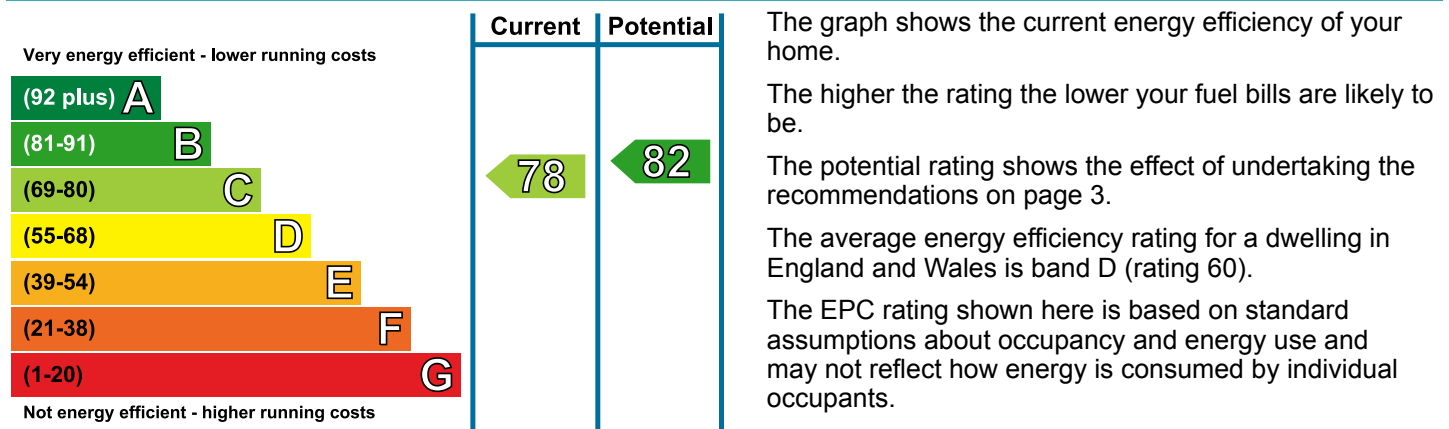 Current Potential
Very energy efficient - lower running costs
(92 plus) A
(81-91) B
(69-80) C
(55-68) D
(39-54) E
(21-38) F
(1-20) G
Not energy efficient - higher running costs
78
82
The graph shows the current energy efficiency of your
home.
The higher the rating the lower your fuel bills are likely to
be.
The potential rating shows the effect of undertaking the
recommendations on page 3.
The average energy efficiency rating for a dwelling in
England and Wales is band D (rating 60).
The EPC rating shown here is based on standard
assumptions about occupancy and energy use and
may not reflect how energy is consumed by individual
occupants.